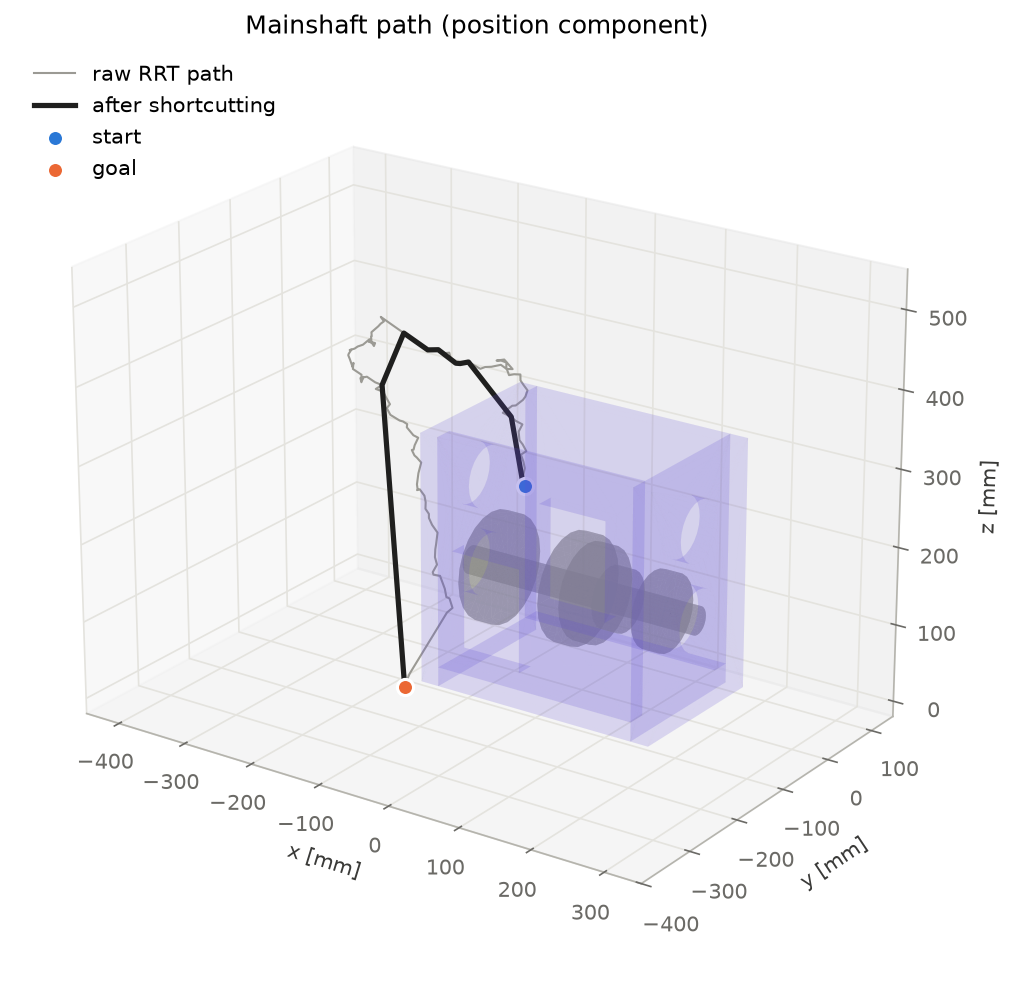 Mainshaft path (position component)
raw RRT path
after shortcutting
start
goal
500
400
300
200
100
0
z [mm]
−400
−300
−200
−100
0
100
200
300
x [mm]
−400
−300
−200
−100
0
100
y [mm]